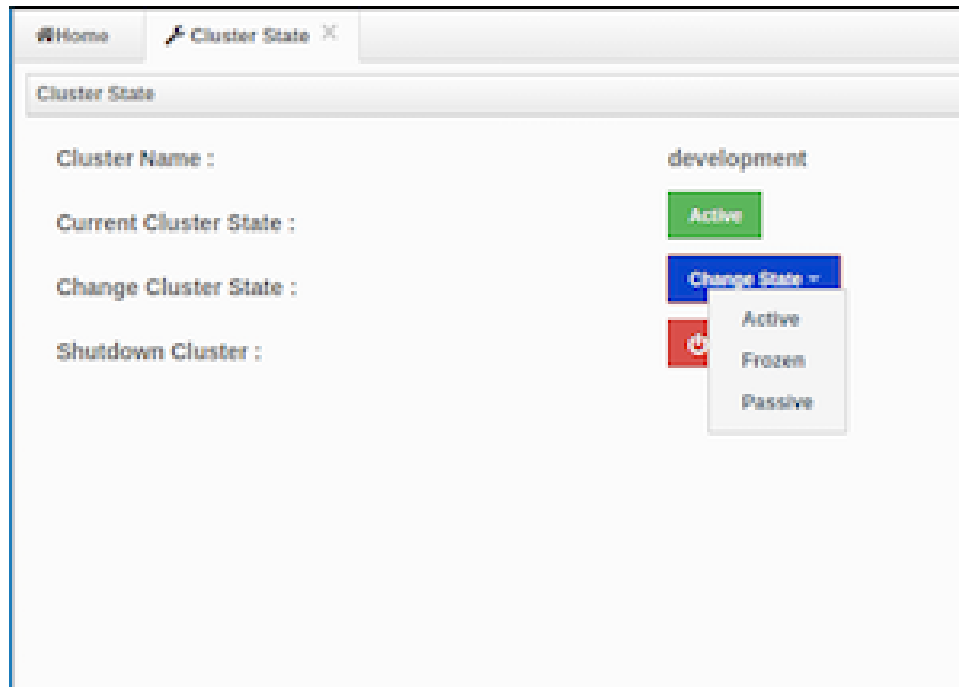 Home
Cluster State
Cluster State
Cluster Name : development
Current Cluster State : Active
Change Cluster State : Change State
Active
Shutdown Cluster :
Frozen
Passive